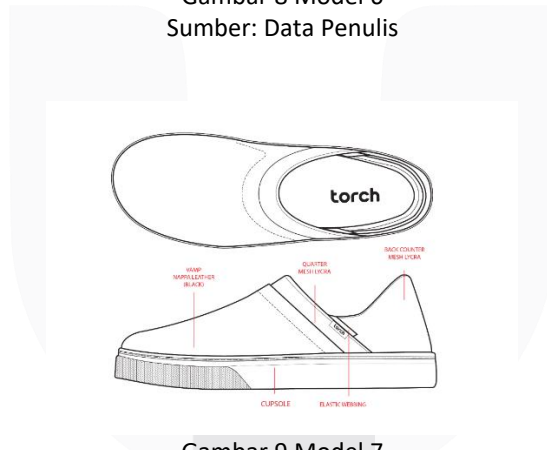 Gambar 8 Model 6
Sumber: Data Penulis
torch
BACK COUNTER
MESH LYCRA
VAMP
NAPPA LEATHER
(BLACK)
QUARTER
MESH LYCRA
torch
CUPSOLE
ELASTIC WEBBING
Gambar 9 Model 7